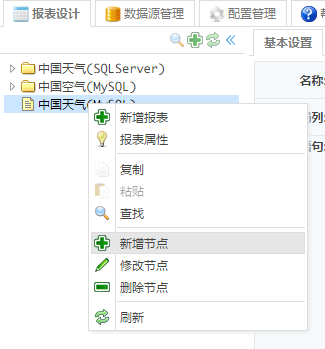 报表设计 数据源管理 配置管理
基本设置
中国天气(SQLServer)
中国空气(MySQL)
中国天气(MySQL)
名称
新增报表
报表属性
复制
粘贴
查找
新增节点
修改节点
删除节点
刷新
列
句